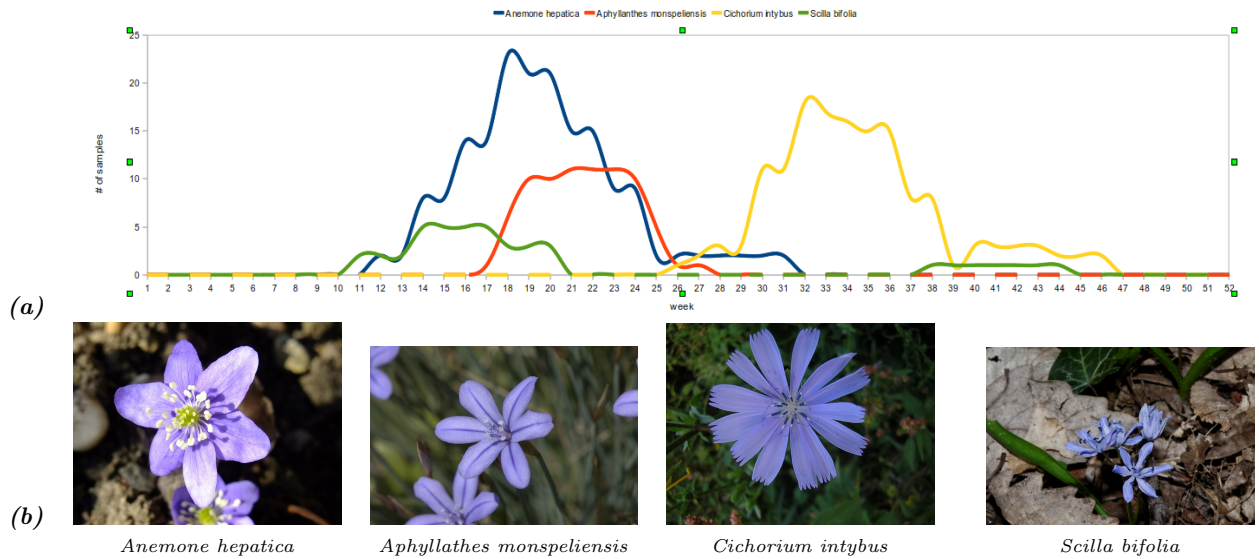 Anemone hepatica Aphyllanthes monspeliensis Cichorium intybus Scilla bifolia
25
20
15
10
5
0
# of samples
1 2 3 4 5 6 7 8 9 10 11 12 13 14 15 16 17 18 19 20 21 22 23 24 25 26 27 28 29 30 31 32 33 34 35 36 37 38 39 40 41 42 43 44 45 46 47 48 49 50 51 52
week
(a)
(b)
Anemone hepatica Aphyllathes monspeliensis Cichorium intybus Scilla bifolia